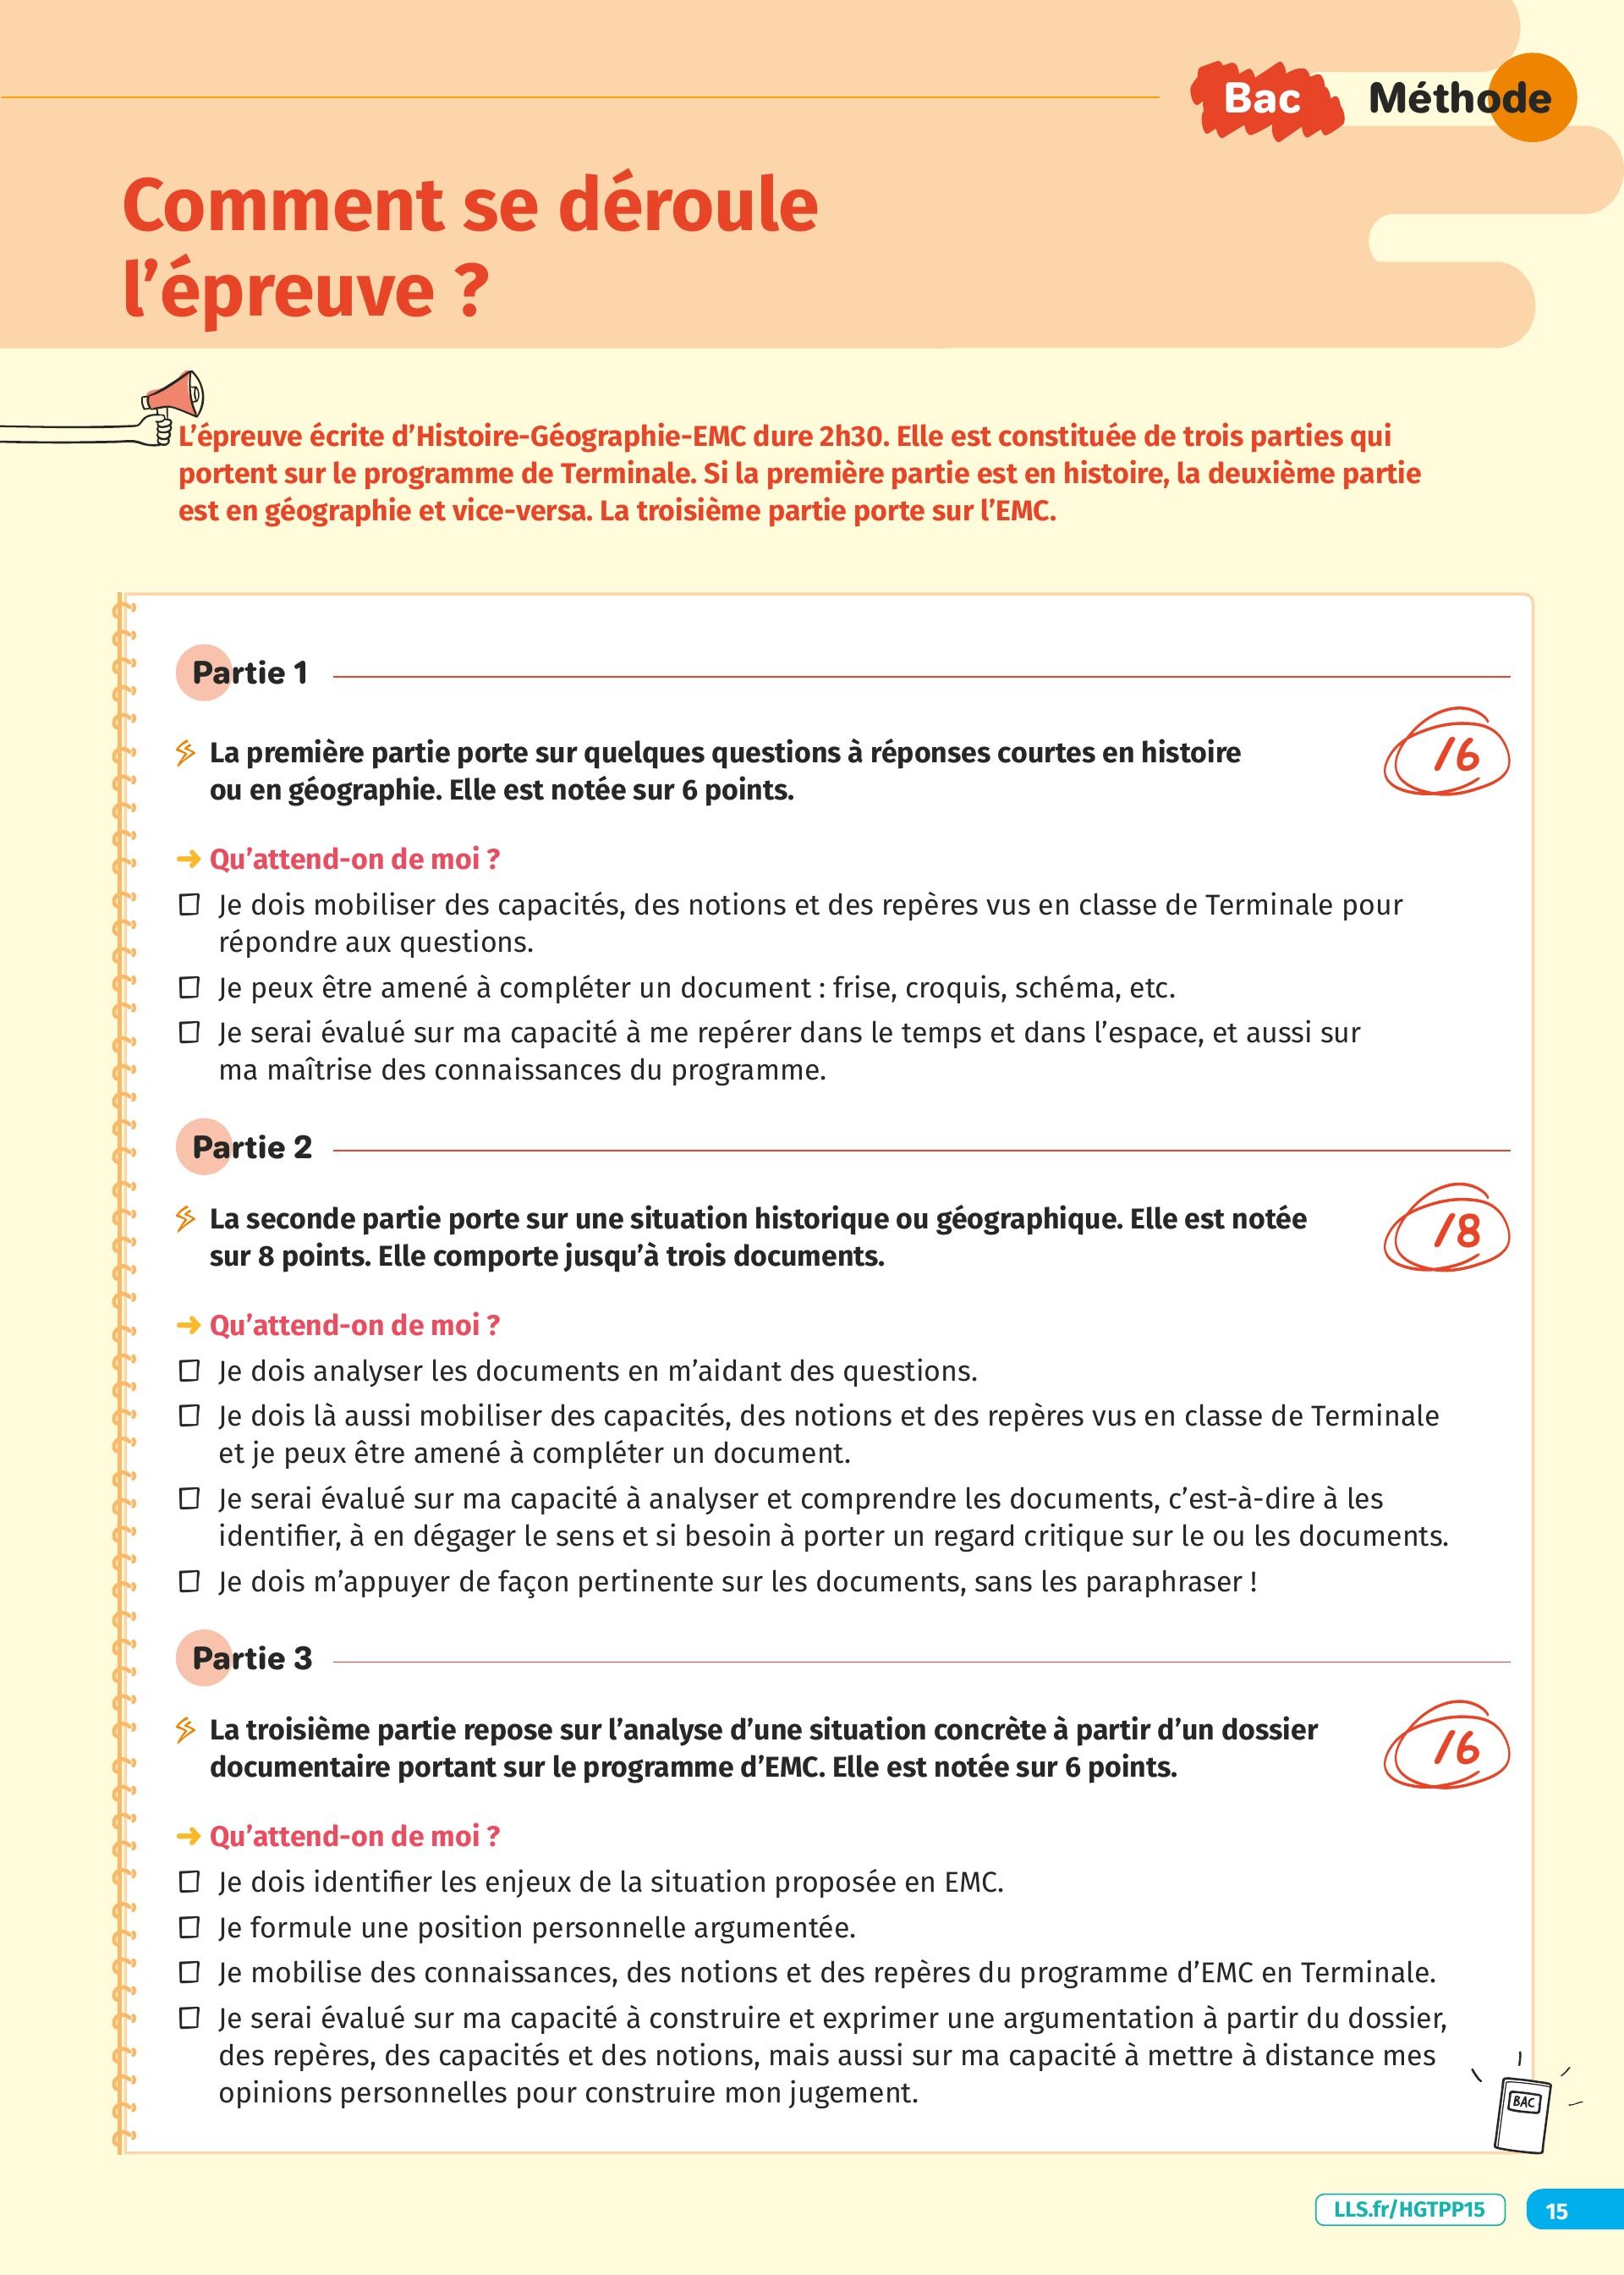 Bac Méthode
Comment se déroule
l’épreuve ?
L’épreuve écrite d’Histoire-Géographie-EMC dure 2h30. Elle est constituée de trois parties qui
portent sur le programme de Terminale. Si la première partie est en histoire, la deuxième partie
est en géographie et vice-versa. La troisième partie porte sur l’EMC.
Partie 1
La première partie porte sur quelques questions à réponses courtes en histoire
ou en géographie. Elle est notée sur 6 points.
/6
Qu’attend-on de moi ?
Je dois mobiliser des capacités, des notions et des repères vus en classe de Terminale pour
répondre aux questions.
Je peux être amené à compléter un document : frise, croquis, schéma, etc.
Je serai évalué sur ma capacité à me repérer dans le temps et dans l’espace, et aussi sur
ma maîtrise des connaissances du programme.
Partie 2
La seconde partie porte sur une situation historique ou géographique. Elle est notée
sur 8 points. Elle comporte jusqu’à trois documents.
/8
Qu’attend-on de moi ?
Je dois analyser les documents en m’aidant des questions.
Je dois là aussi mobiliser des capacités, des notions et des repères vus en classe de Terminale
et je peux être amené à compléter un document.
Je serai évalué sur ma capacité à analyser et comprendre les documents, c’est-à-dire à les
identifier, à en dégager le sens et si besoin à porter un regard critique sur le ou les documents.
Je dois m’appuyer de façon pertinente sur les documents, sans les paraphraser !
Partie 3
La troisième partie repose sur l’analyse d’une situation concrète à partir d’un dossier
documentaire portant sur le programme d’EMC. Elle est notée sur 6 points.
/6
Qu’attend-on de moi ?
Je dois identifier les enjeux de la situation proposée en EMC.
Je formule une position personnelle argumentée.
Je mobilise des connaissances, des notions et des repères du programme d’EMC en Terminale.
Je serai évalué sur ma capacité à construire et exprimer une argumentation à partir du dossier,
des repères, des capacités et des notions, mais aussi sur ma capacité à mettre à distance mes
opinions personnelles pour construire mon jugement.
BAC
LLS.fr/HGTPP15
15